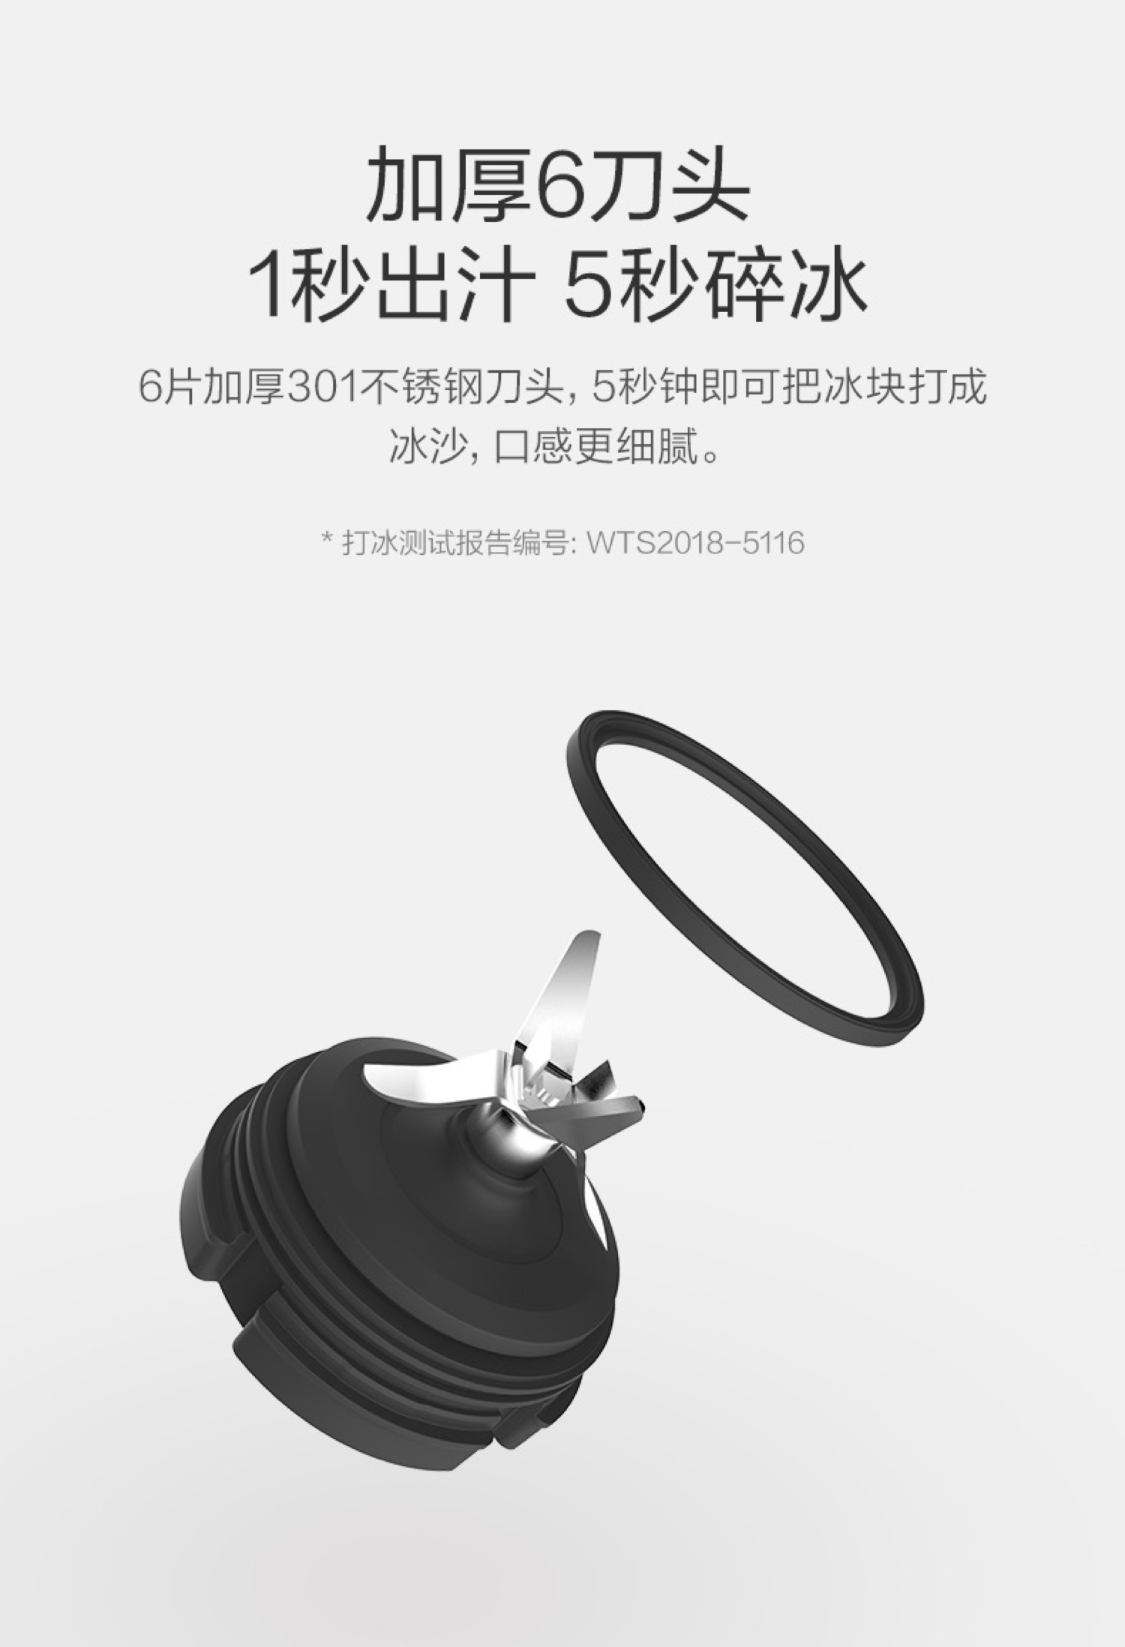 加厚6刀头
1秒出汁 5秒碎冰
6片加厚301不锈钢刀头, 5秒钟即可把冰块打成
冰沙, 口感更细腻。
* 打冰测试报告编号: WTS2018-5116